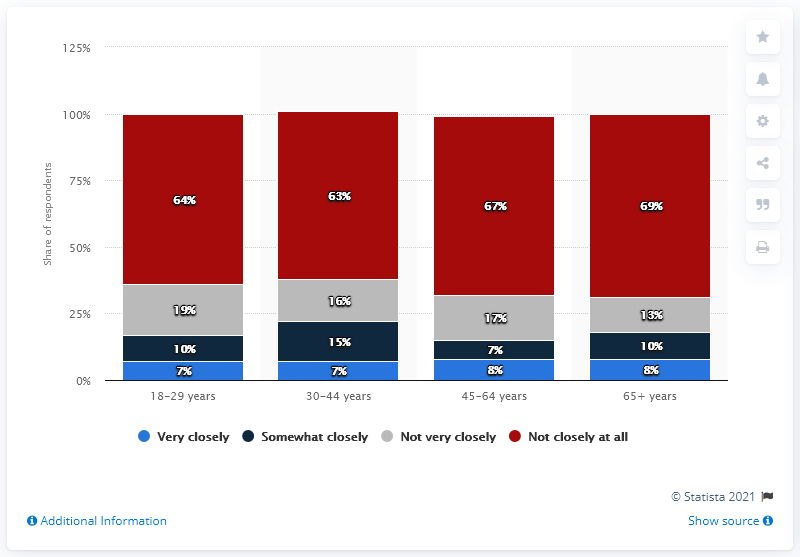 125%
100%
75%
50%
25%
0%
Share of respondents
64%
63%
67%
69%
19%
16%
17%
13%
10%
15%
7%
10%
7%
7%
8%
8%
18-29 years
30-44 years
45-64 years
65+ years
Very closely
Somewhat closely
Not very closely
Not closely at all
© Statista 2021
Additional Information
Show source